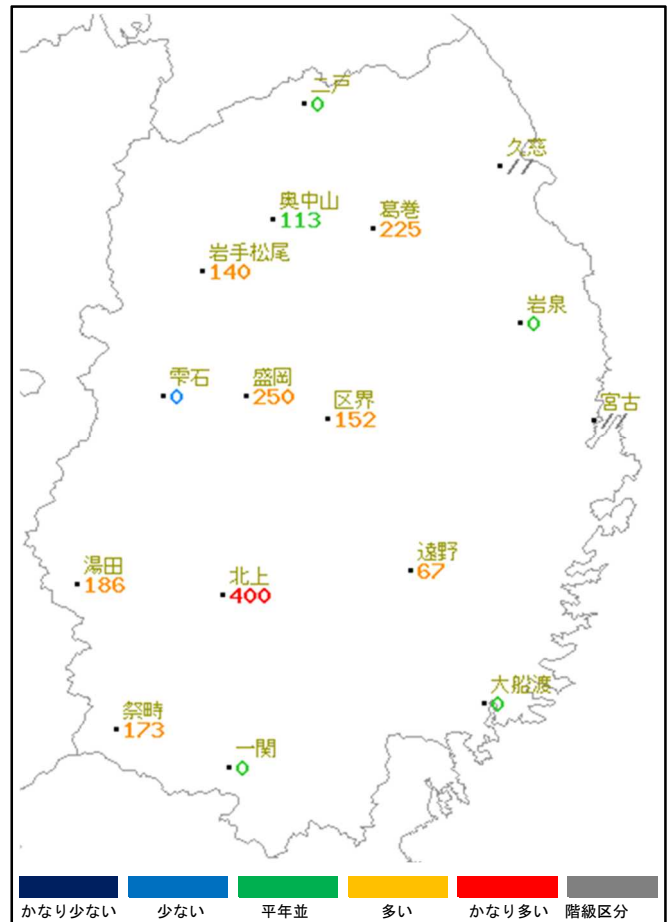 二戸
0
久慈
//
奥中山
113
葛巻
225
岩手松尾
140
岩泉
0
雫石
0
盛岡
250
区界
152
宮古
///
湯田
186
北上
400
遠野
67
大船渡
0
祭畤
173
一関
0
かなり少ない 少ない 平年並 多い かなり多い 階級区分